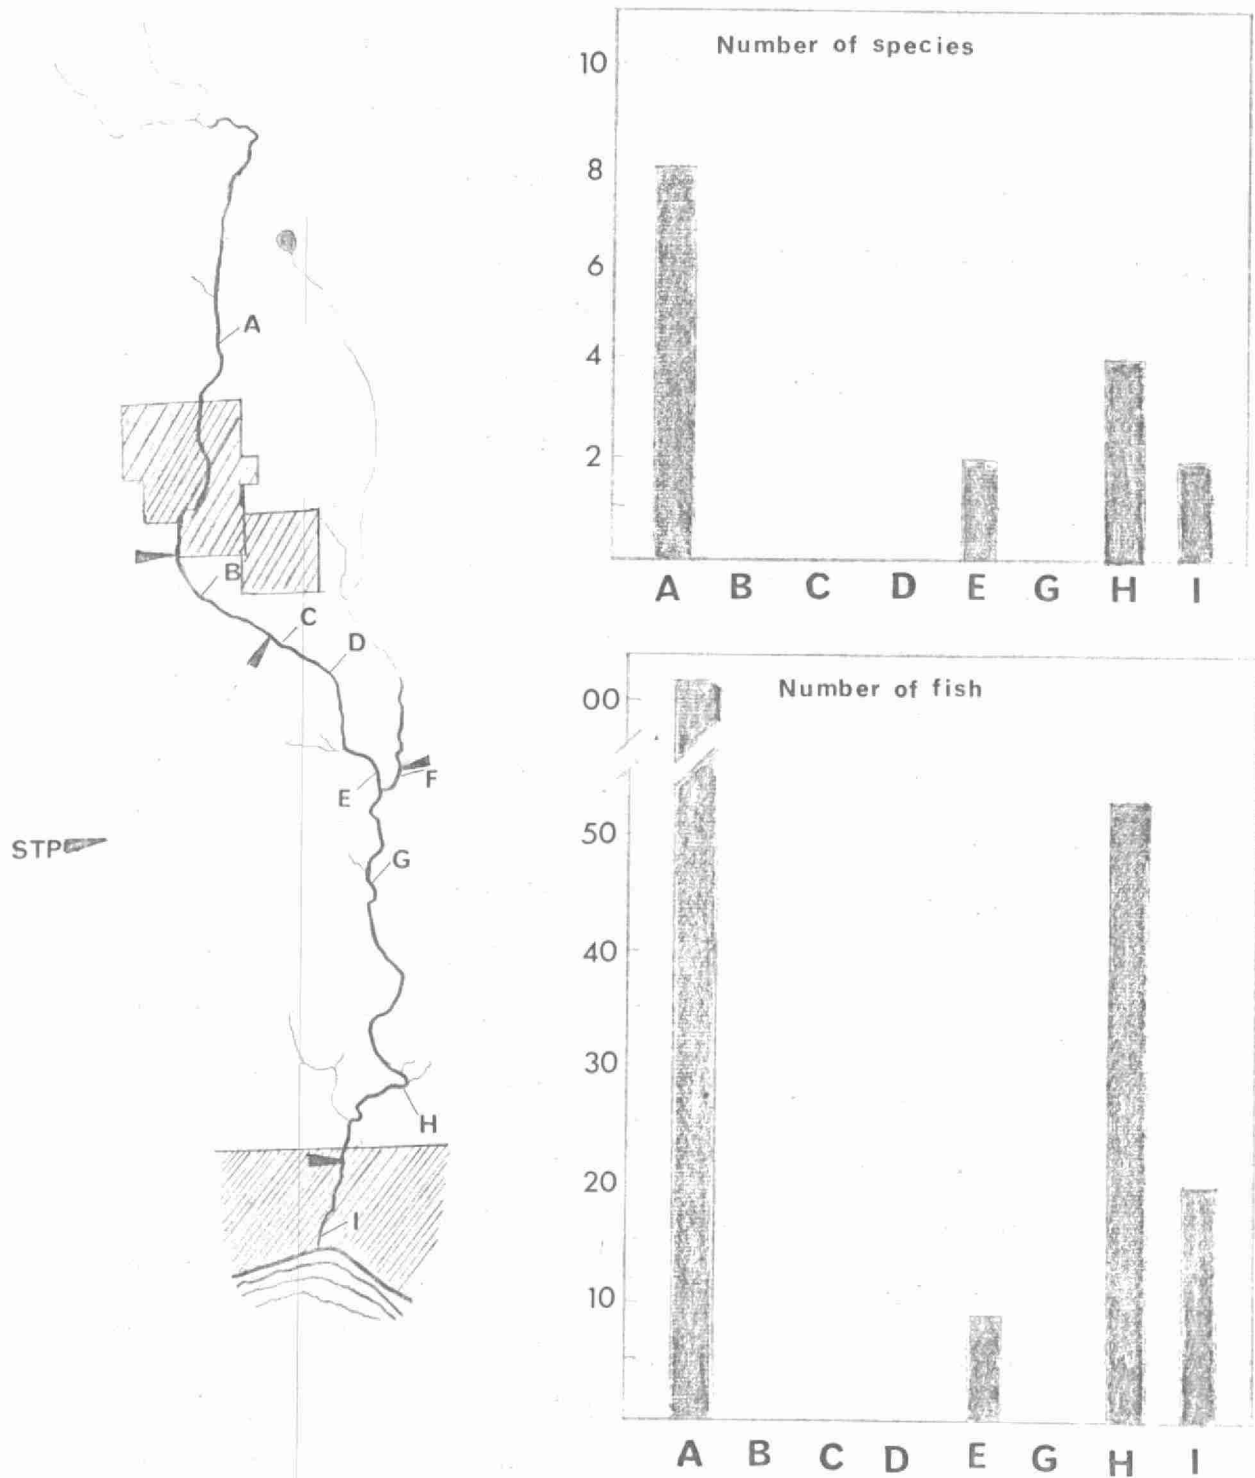 A
B
C
D
E
F
STP
G
H
I
Number of species
10
8
6
4
2
A B C D E G H I
Number of fish
00
50
40
30
20
10
A B C D E G H I